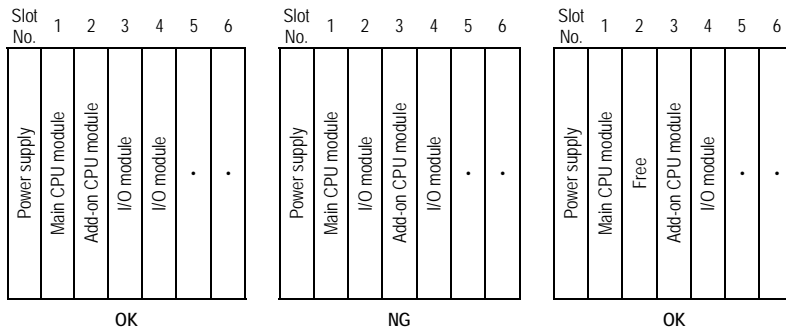 Slot No. 1 2 3 4 5 6
Power supply
Main CPU module
Add-on CPU module
I/O module
I/O module
•
•
OK
Slot No. 1 2 3 4 5 6
Power supply
Main CPU module
I/O module
Add-on CPU module
I/O module
•
•
NG
Slot No. 1 2 3 4 5 6
Power supply
Main CPU module
Free
Add-on CPU module
I/O module
•
•
OK